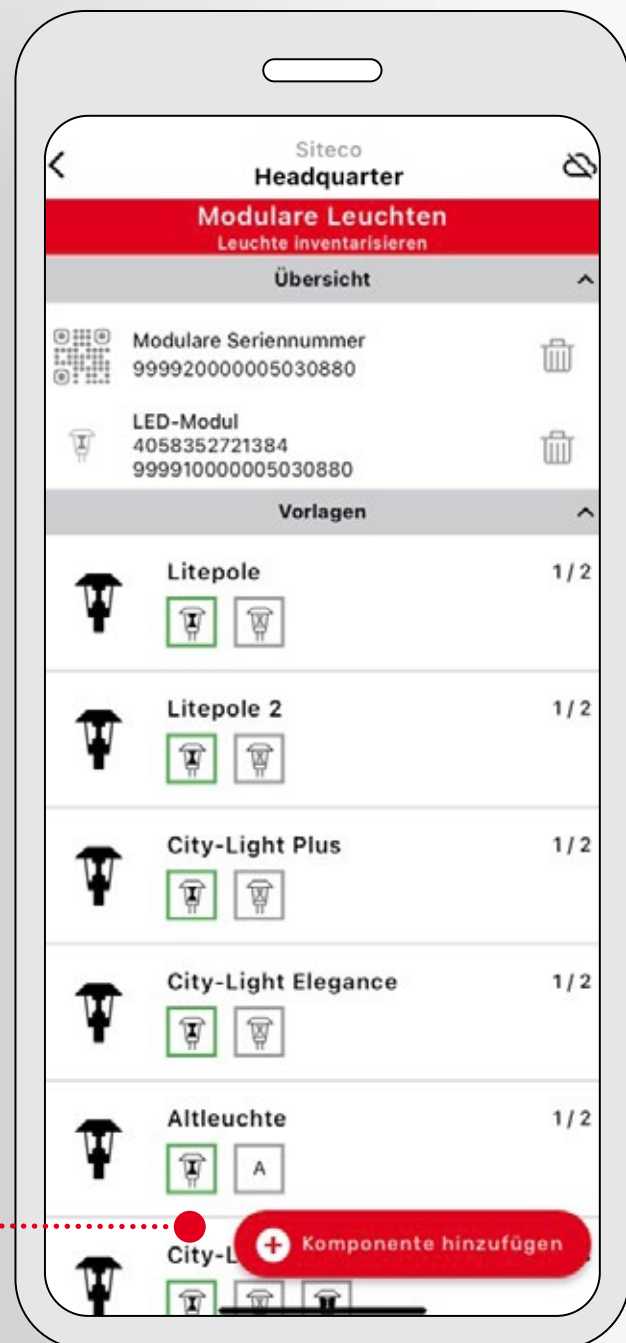 Siteco
Headquarter
Modulare Leuchten
Leuchte inventarisieren
Übersicht
Modulare Seriennummer
999920000005030880
LED-Modul
4058352721384
999910000005030880
Vorlagen
Litepole 1 / 2
Litepole 2 1 / 2
City-Light Plus 1 / 2
City-Light Elegance 1 / 2
Altleuchte 1 / 2
A
Komponente hinzufügen